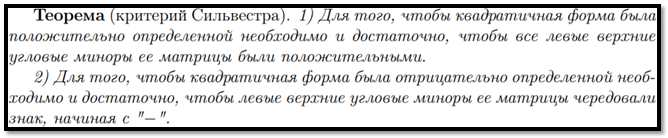 Теорема (критерий Сильвестра). 1) Для того, чтобы квадратичная форма была
положительно определенной необходимо и достаточно, чтобы все левые верхние
угловые миноры ее матрицы были положительными.
2) Для того, чтобы квадратичная форма была отрицательно определенной необ-
ходимо и достаточно, чтобы левые верхние угловые миноры ее матрицы чередовали
знак, начиная с "−".